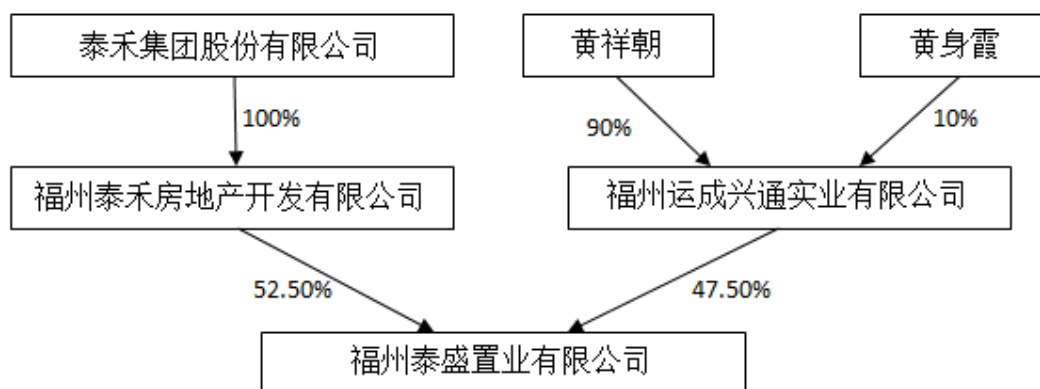 泰禾集团股份有限公司
黄祥朝
黄身霞
100%
90%
10%
福州泰禾房地产开发有限公司
福州运成兴通实业有限公司
52.50%
47.50%
福州泰盛置业有限公司